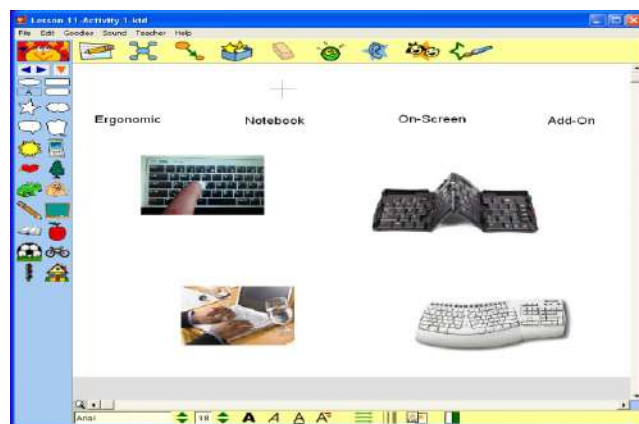 Lesson 11-Activity 1.kid
File Edit Goodies Sound Teacher Help
Ergonomic Notebook On-Screen Add-On
Arial 18 A A A A